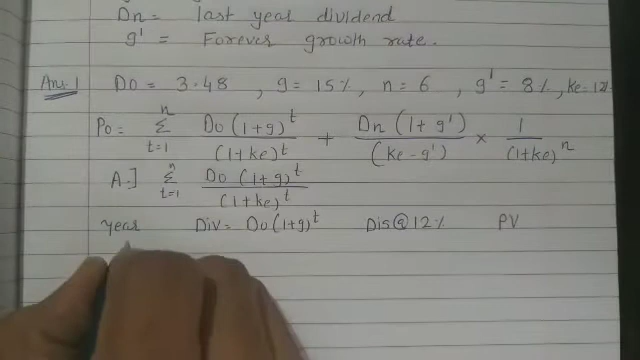 Dn = last year dividend
g' = Forever growth rate.
Ans. 1 D0 = 3.48 , g = 15% , n = 6 , g' = 8% , ke = 12%
P0 = n Σ t=1 D0 (1+g)^t / (1+ke)^t + Dn (1+g') / (ke - g') × 1 / (1+ke)^n
A.] n Σ t=1 D0 (1+g)^t / (1+ke)^t
year Div = D0 (1+g)^t Dis @ 12% PV